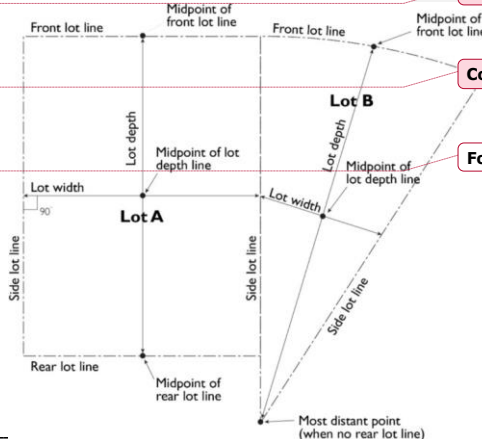 Midpoint of
front lot line
Front lot line
Front lot line
Midpoint of
front lot line
Co
Lot B
Lot depth
Lot depth
Fo
Midpoint of lot
depth line
Midpoint of
lot depth line
Lot width
Lot width
90
Lot A
Side lot line
Side lot line
Side lot line
Rear lot line
Midpoint of
rear lot line
Most distant point
(when no rear lot line)